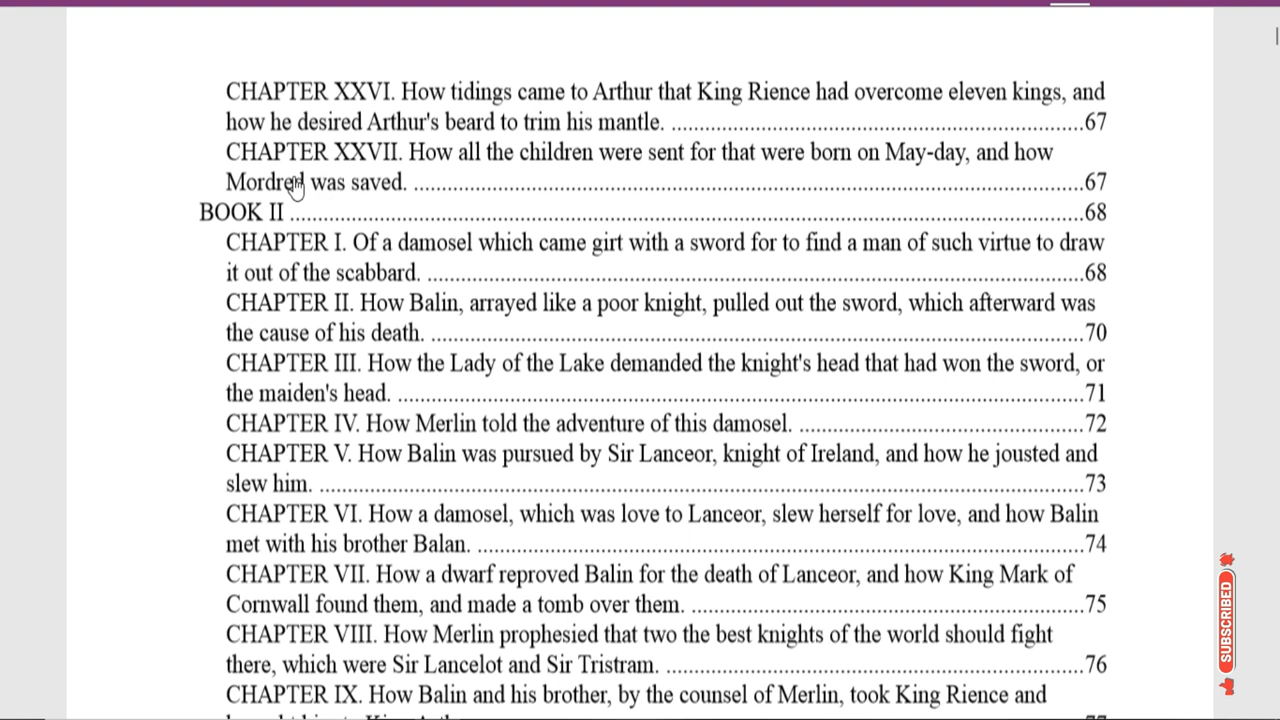 CHAPTER XXVI. How tidings came to Arthur that King Rience had overcome eleven kings, and
how he desired Arthur's beard to trim his mantle. ........................................................................................67
CHAPTER XXVII. How all the children were sent for that were born on May-day, and how
Mordred was saved. ........................................................................................67
BOOK II ........................................................................................68
CHAPTER I. Of a damosel which came girt with a sword for to find a man of such virtue to draw
it out of the scabbard. ........................................................................................68
CHAPTER II. How Balin, arrayed like a poor knight, pulled out the sword, which afterward was
the cause of his death. ........................................................................................70
CHAPTER III. How the Lady of the Lake demanded the knight's head that had won the sword, or
the maiden's head. ........................................................................................71
CHAPTER IV. How Merlin told the adventure of this damosel. ............................................................72
CHAPTER V. How Balin was pursued by Sir Lanceor, knight of Ireland, and how he jousted and
slew him. ........................................................................................73
CHAPTER VI. How a damosel, which was love to Lanceor, slew herself for love, and how Balin
met with his brother Balan. ........................................................................................74
CHAPTER VII. How a dwarf reproved Balin for the death of Lanceor, and how King Mark of
Cornwall found them, and made a tomb over them. ........................................................................................75
CHAPTER VIII. How Merlin prophesied that two the best knights of the world should fight
there, which were Sir Lancelot and Sir Tristram. ........................................................................................76
CHAPTER IX. How Balin and his brother, by the counsel of Merlin, took King Rience and
SUBSCRIBED